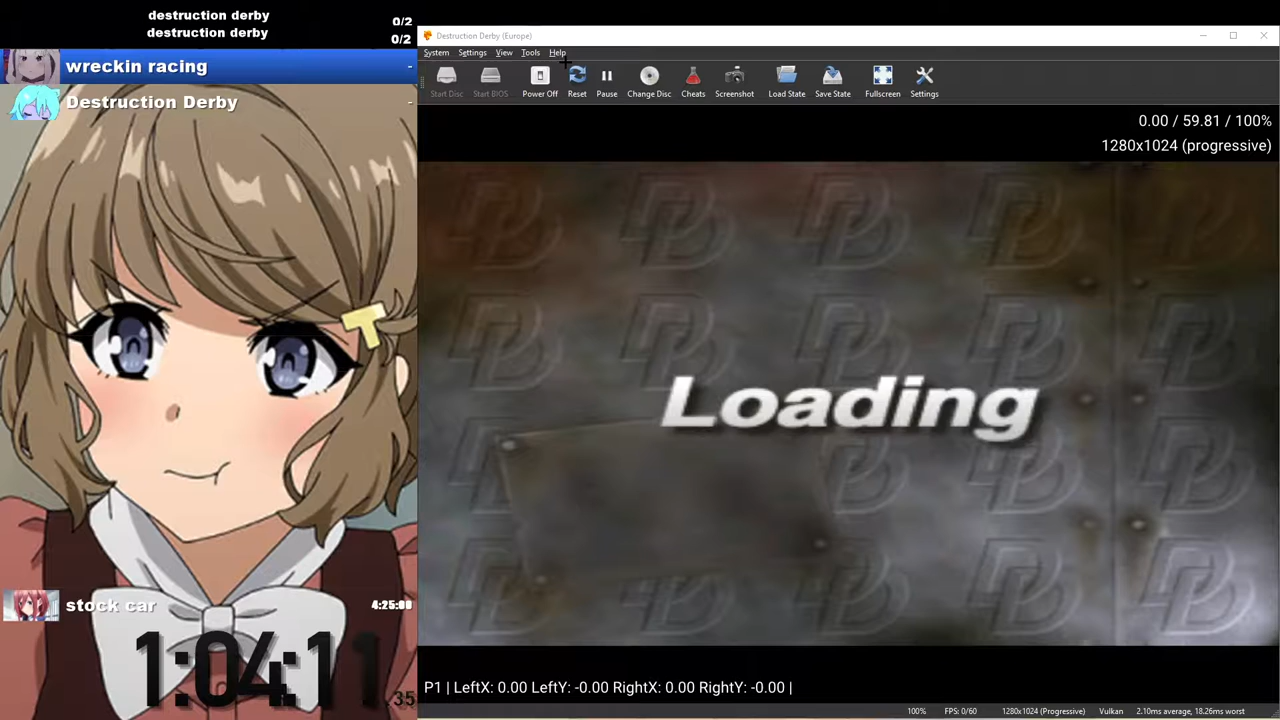 destruction derby
0/2
destruction derby
0/2
wreckin racing -
Destruction Derby -
stock car 4:25:00
1:04:11.35
Destruction Derby (Europe)
System Settings View Tools Help
Start Disc Start BIOS Power Off Reset Pause Change Disc Cheats Screenshot Load State Save State Fullscreen Settings
0.00 / 59.81 / 100%
1280x1024 (progressive)
Loading
P1 | LeftX: 0.00 LeftY: -0.00 RightX: 0.00 RightY: -0.00 |
100% FPS: 0/60 1280x1024 (Progressive) Vulkan 2.10ms average, 18.26ms worst